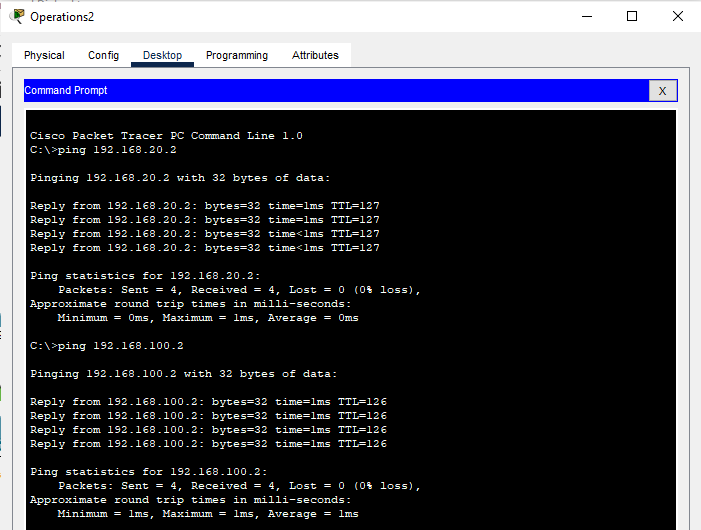 Operations2
Physical Config Desktop Programming Attributes
Command Prompt X
Cisco Packet Tracer PC Command Line 1.0
C:\>ping 192.168.20.2
Pinging 192.168.20.2 with 32 bytes of data:
Reply from 192.168.20.2: bytes=32 time=1ms TTL=127
Reply from 192.168.20.2: bytes=32 time=1ms TTL=127
Reply from 192.168.20.2: bytes=32 time<1ms TTL=127
Reply from 192.168.20.2: bytes=32 time<1ms TTL=127
Ping statistics for 192.168.20.2:
    Packets: Sent = 4, Received = 4, Lost = 0 (0% loss),
Approximate round trip times in milli-seconds:
    Minimum = 0ms, Maximum = 1ms, Average = 0ms
C:\>ping 192.168.100.2
Pinging 192.168.100.2 with 32 bytes of data:
Reply from 192.168.100.2: bytes=32 time=1ms TTL=126
Reply from 192.168.100.2: bytes=32 time=1ms TTL=126
Reply from 192.168.100.2: bytes=32 time=1ms TTL=126
Reply from 192.168.100.2: bytes=32 time=1ms TTL=126
Ping statistics for 192.168.100.2:
    Packets: Sent = 4, Received = 4, Lost = 0 (0% loss),
Approximate round trip times in milli-seconds:
    Minimum = 1ms, Maximum = 1ms, Average = 1ms